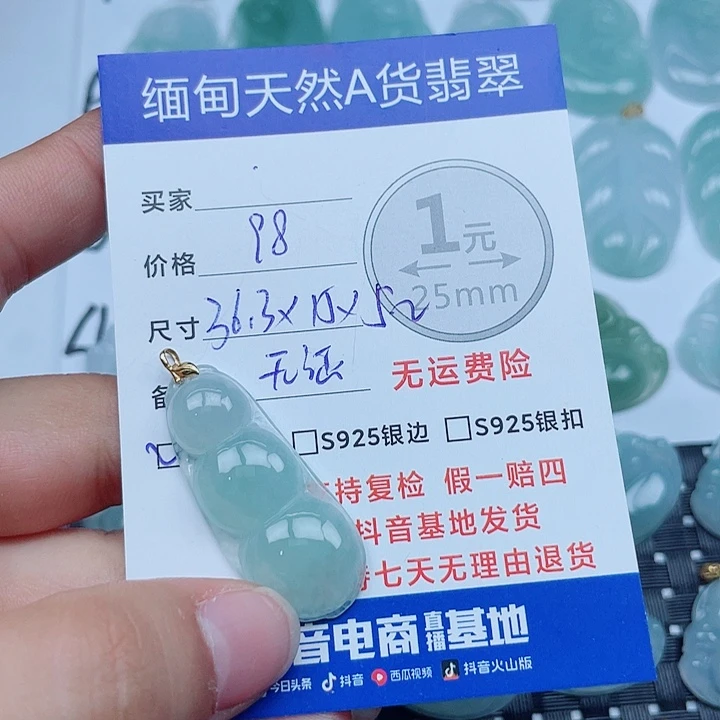 缅甸天然A货翡翠
买家
价格 98
1元
25mm
尺寸 36.3×15×5.2
备 无纹
无运费险
S925银边 S925银扣
持复检 假一赔四
抖音基地发货
七天无理由退货
音电商直播基地
今日头条 抖音 西瓜视频 抖音火山版